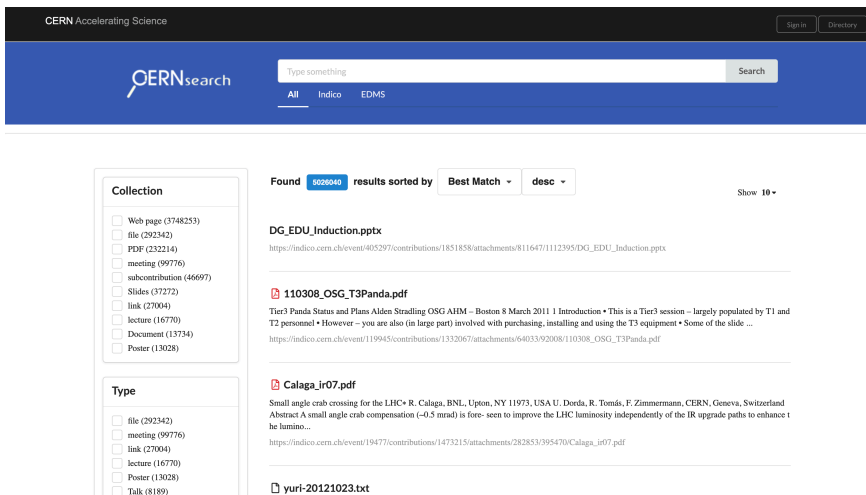 CERN Accelerating Science
Sign in
Directory
CERNsearch
Type something
Search
All
Indico
EDMS
Collection
Web page (3748253)
file (292342)
PDF (232214)
meeting (99776)
subcontribution (46697)
Slides (37272)
link (27004)
lecture (16770)
Document (13734)
Poster (13028)
Type
file (292342)
meeting (99776)
link (27004)
lecture (16770)
Poster (13028)
Talk (8189)
Found 5026040 results sorted by Best Match desc
Show 10
DG_EDU_Induction.pptx
https://indico.cern.ch/event/405297/contributions/1851858/attachments/811647/1112395/DG_EDU_Induction.pptx
110308_OSG_T3Panda.pdf
Tier3 Panda Status and Plans Alden Stradling OSG AHM – Boston 8 March 2011 1 Introduction • This is a Tier3 session – largely populated by T1 and
T2 personnel • However – you are also (in large part) involved with purchasing, installing and using the T3 equipment • Some of the slide ...
https://indico.cern.ch/event/119945/contributions/1332067/attachments/64033/92008/110308_OSG_T3Panda.pdf
Calaga_ir07.pdf
Small angle crab crossing for the LHC∗ R. Calaga, BNL, Upton, NY 11973, USA U. Dorda, R. Tomás, F. Zimmermann, CERN, Geneva, Switzerland
Abstract A small angle crab compensation (~0.5 mrad) is fore- seen to improve the LHC luminosity independently of the IR upgrade paths to enhance t
he lumino...
https://indico.cern.ch/event/19477/contributions/1473215/attachments/282853/395470/Calaga_ir07.pdf
yuri-20121023.txt